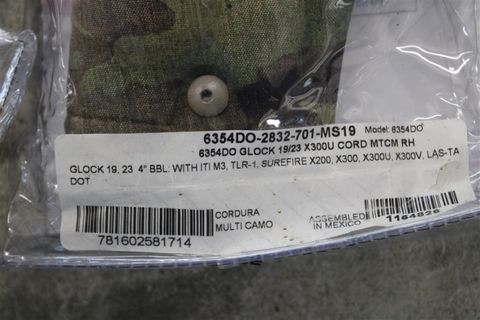 6354DO-2832-701-MS19 Model: 6354DO
6354DO GLOCK 19/23 X300U CORD MTCM RH
GLOCK 19, 23 4" BBL: WITH ITI M3, TLR-1, SUREFIRE X200, X300, X300U, X300V, LAS-TA
DOT
CORDURA
MULTI CAMO
781602581714
ASSEMBLED
IN MEXICO
1184826